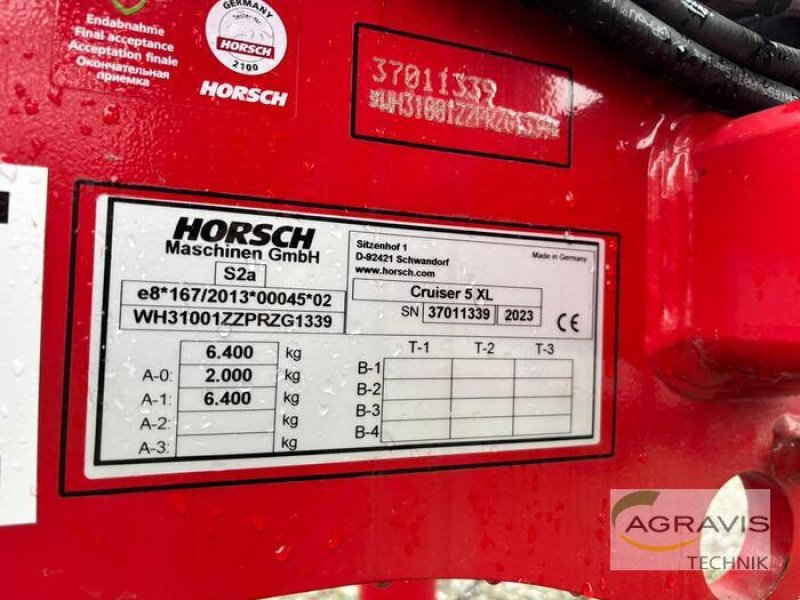 Endabnahme
Final acceptance
Acceptation finale
Окончательная
приемка
GERMANY
HORSCH
2100
HORSCH
37011339
*WH31001ZZPRZG1339*
HORSCH
Maschinen GmbH
S2a
e8*167/2013*00045*02
WH31001ZZPRZG1339
Sitzenhof 1
D-92421 Schwandorf
www.horsch.com
Made in Germany
Cruiser 5 XL
SN 37011339 2023 CE
6.400 kg
A-0: 2.000 kg
A-1: 6.400 kg
A-2: kg
A-3: kg
T-1 T-2 T-3
B-1
B-2
B-3
B-4
AGRAVIS
TECHNIK